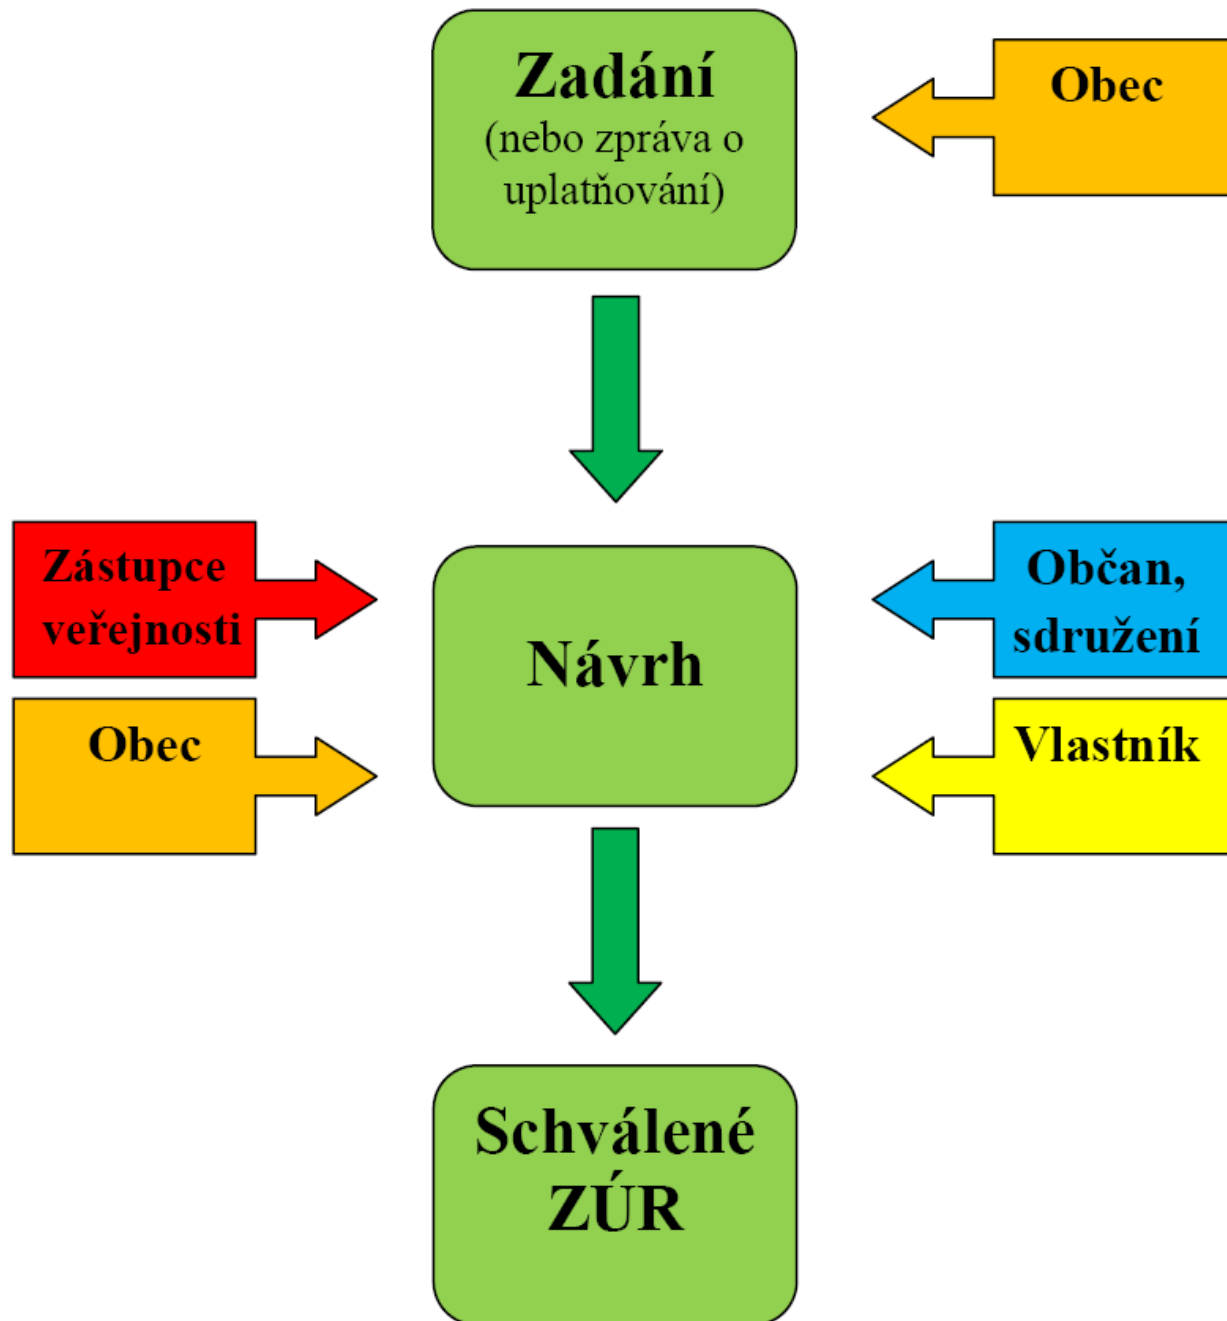 Zadání
(nebo zpráva o
uplatňování)
Obec
Zástupce
veřejnosti
Občan,
sdružení
Návrh
Obec
Vlastník
Schválené
ZÚR